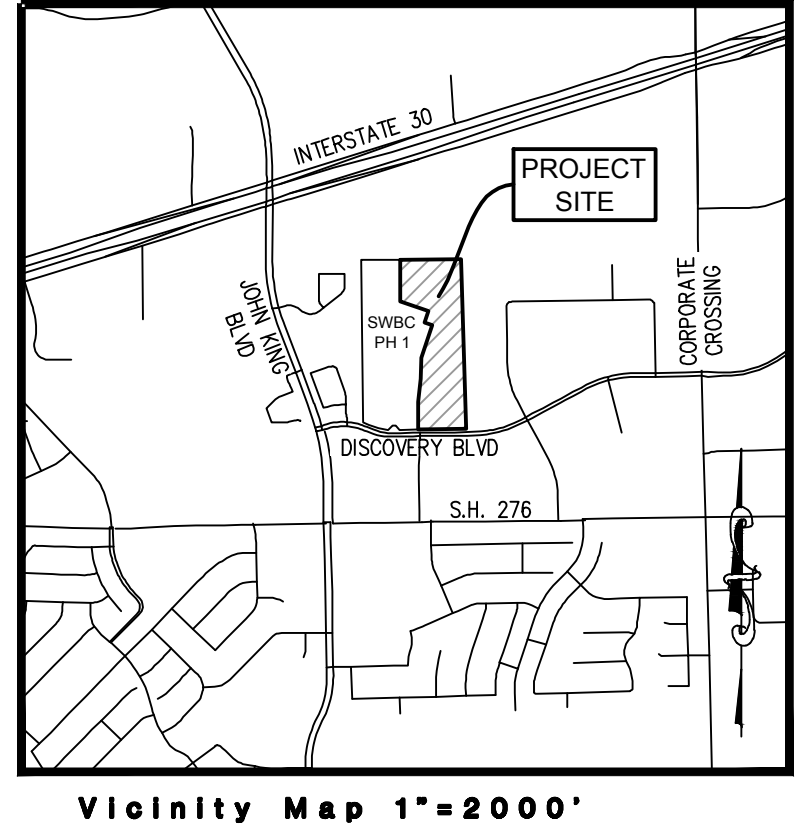 INTERSTATE 30
PROJECT
SITE
JOHN KING
BLVD
SWBC
PH 1
CORPORATE
CROSSING
DISCOVERY BLVD
S.H. 276
Vicinity Map 1"=2000'